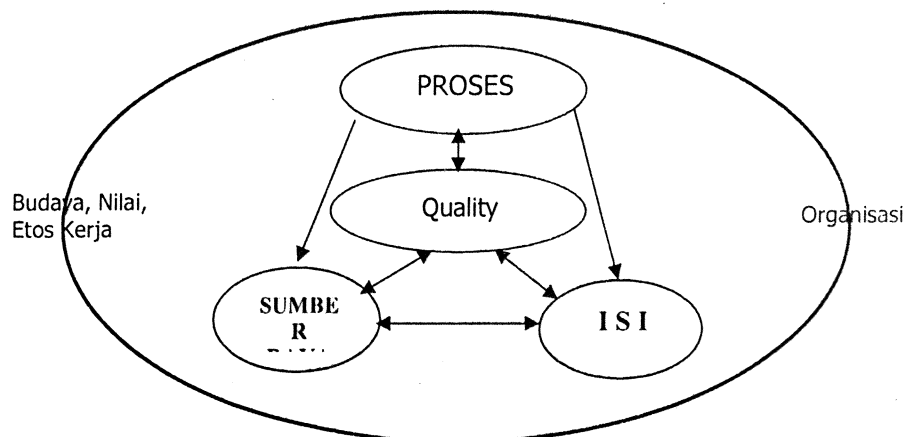 PROSES
Quality
Budaya, Nilai,
Etos Kerja
Organisasi
SUMBE
R
I S I